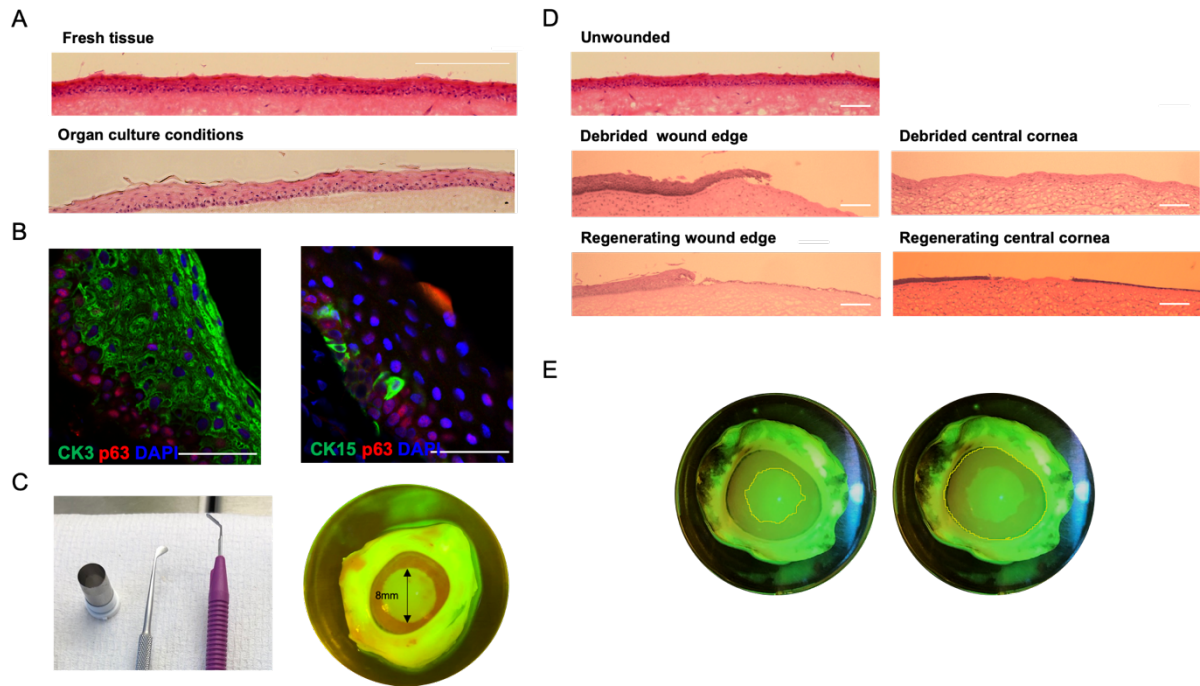 A
Fresh tissue
Organ culture conditions
B
CK3 p63 DAPI
CK15 p63 DAPI
C
8mm
D
Unwounded
Debrided wound edge
Debrided central cornea
Regenerating wound edge
Regenerating central cornea
E